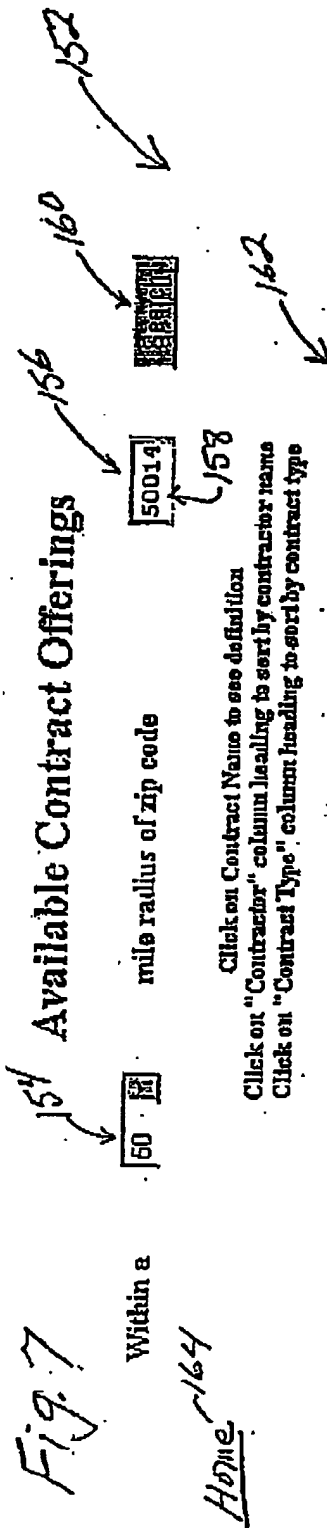 Fig. 7
154
Available Contract Offerings
156
160
152
Within a
60
mile radius of zip code
50014
158
Home
164
162
Click on Contract Name to see definition
Click on "Contractor" column heading to sort by contractor name
Click on "Contract Type" column heading to sort by contract type